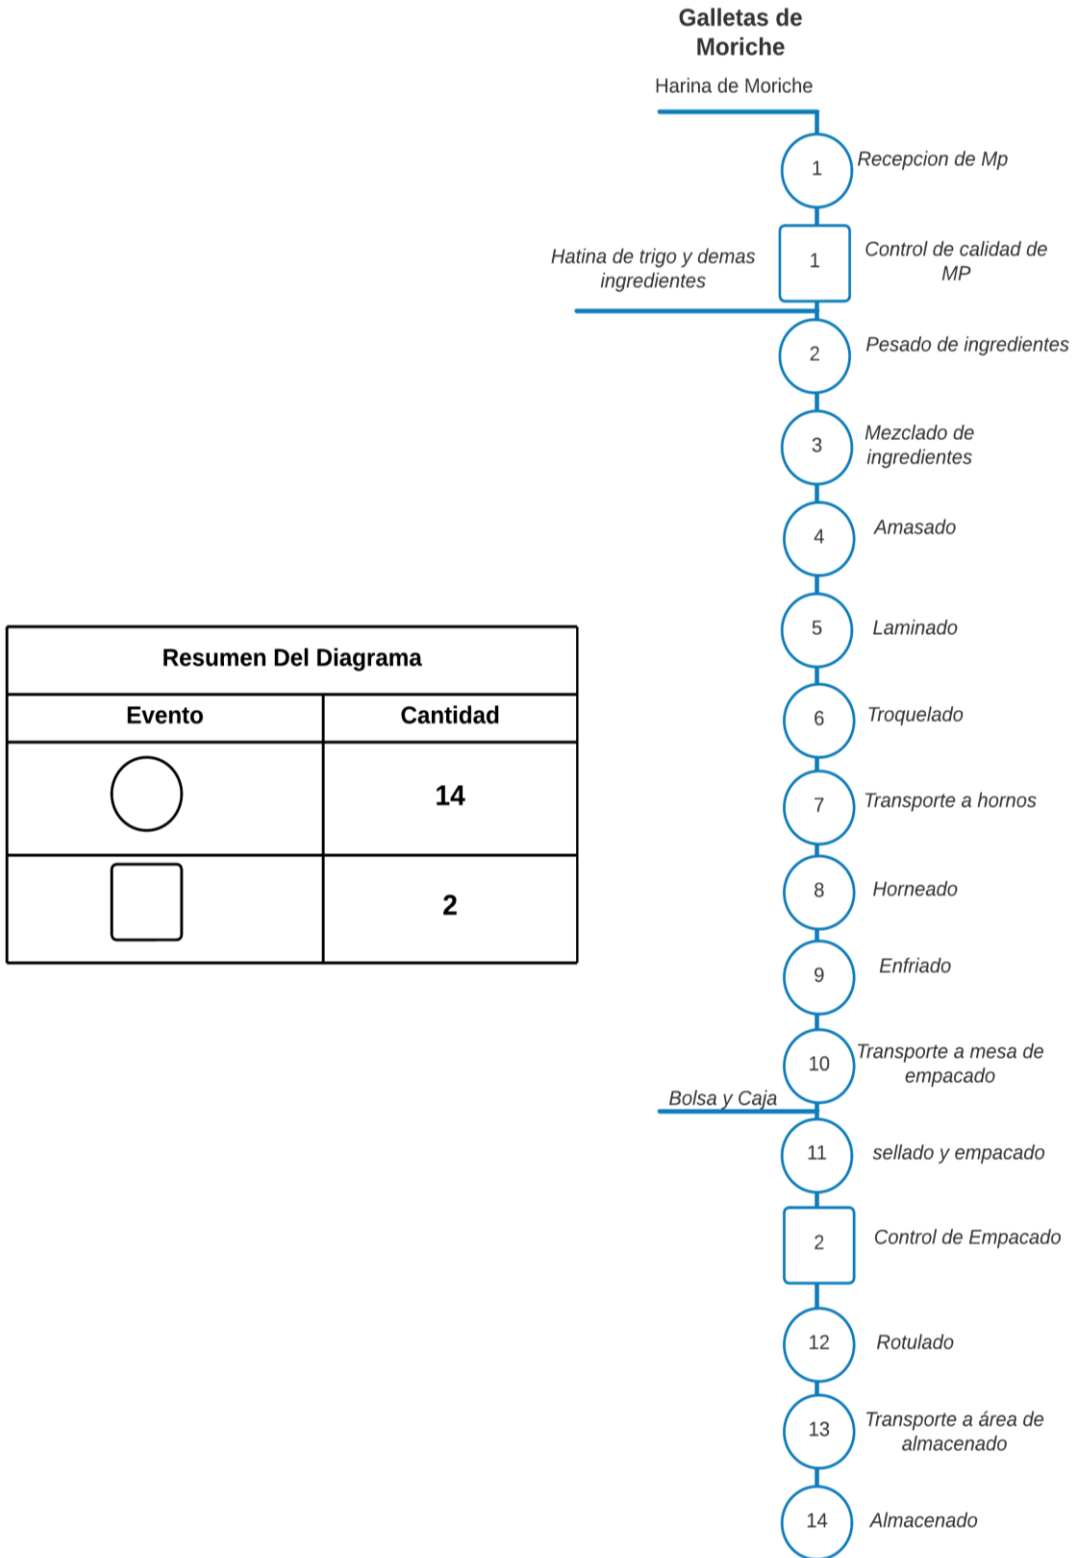 Galletas de
Moriche
Harina de Moriche
1
Recepcion de Mp
Hatina de trigo y demas
ingredientes
1
Control de calidad de
MP
2
Pesado de ingredientes
3
Mezclado de
ingredientes
4
Amasado
5
Laminado
6
Troquelado
7
Transporte a hornos
8
Horneado
9
Enfriado
10
Transporte a mesa de
empacado
Bolsa y Caja
11
sellado y empacado
2
Control de Empacado
12
Rotulado
13
Transporte a área de
almacenado
14
Almacenado
Resumen Del Diagrama
Evento
Cantidad
14
2